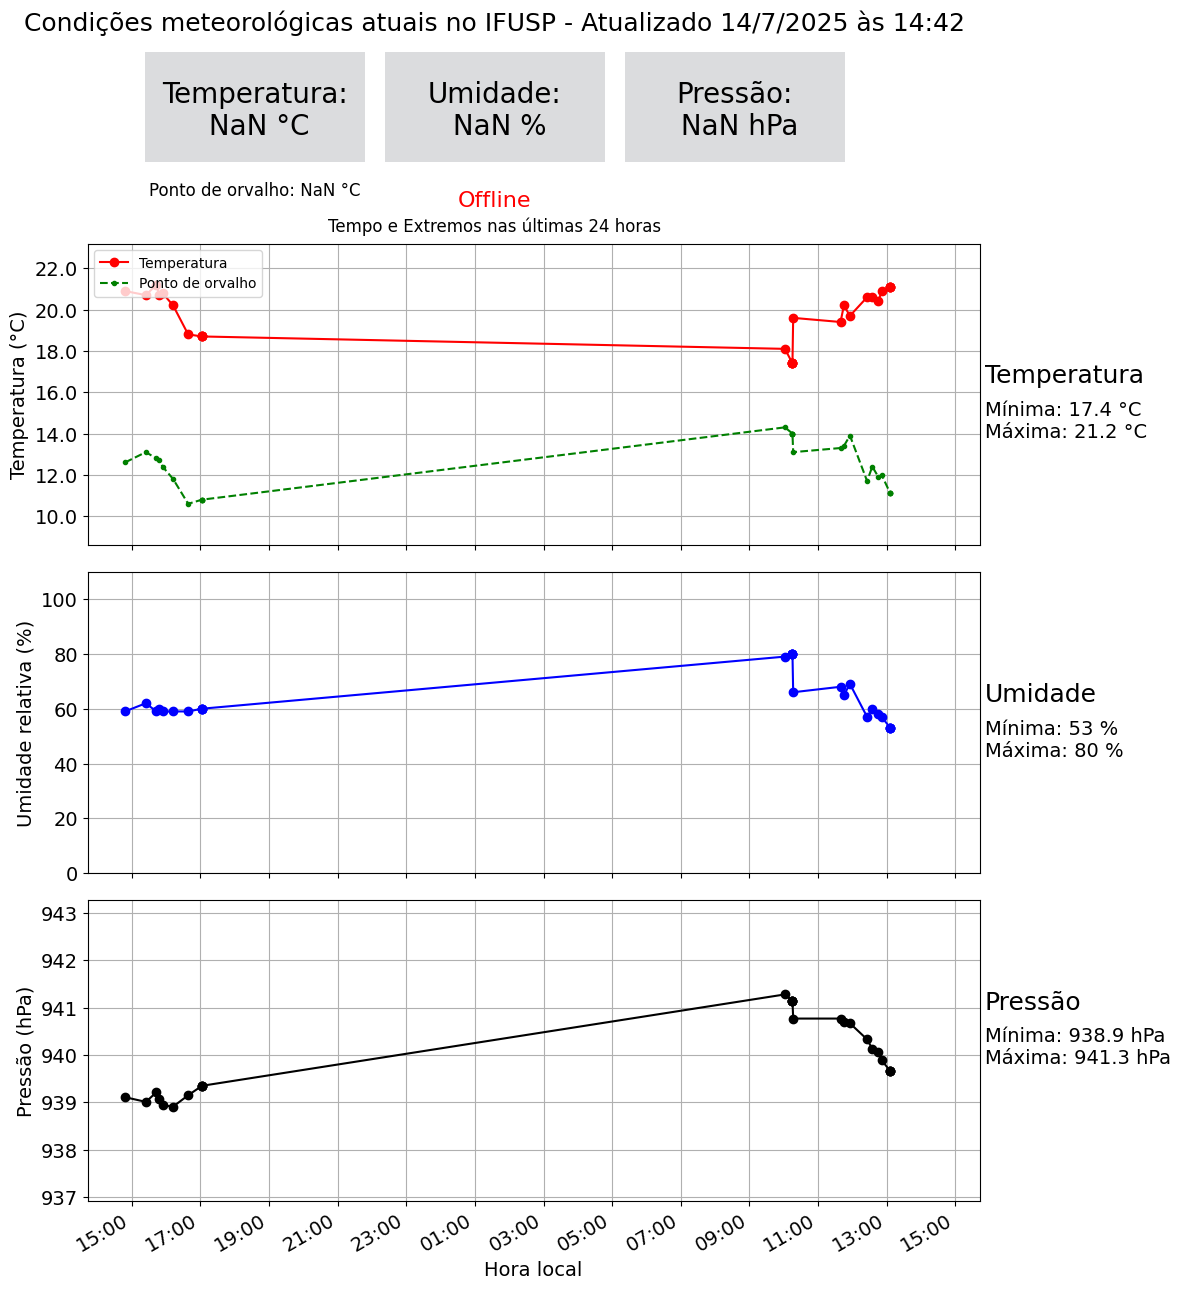 Condições meteorológicas atuais no IFUSP - Atualizado 14/7/2025 às 14:42
Temperatura:
NaN °C
Umidade:
NaN %
Pressão:
NaN hPa
Ponto de orvalho: NaN °C
Offline
Tempo e Extremos nas últimas 24 horas
Temperatura
Ponto de orvalho
Temperatura (°C)
22.0
20.0
18.0
16.0
14.0
12.0
10.0
Temperatura
Mínima: 17.4 °C
Máxima: 21.2 °C
Umidade relativa (%)
100
80
60
40
20
0
Umidade
Mínima: 53 %
Máxima: 80 %
Pressão (hPa)
943
942
941
940
939
938
937
Pressão
Mínima: 938.9 hPa
Máxima: 941.3 hPa
15:00
17:00
19:00
21:00
23:00
01:00
03:00
05:00
07:00
09:00
11:00
13:00
15:00
Hora local